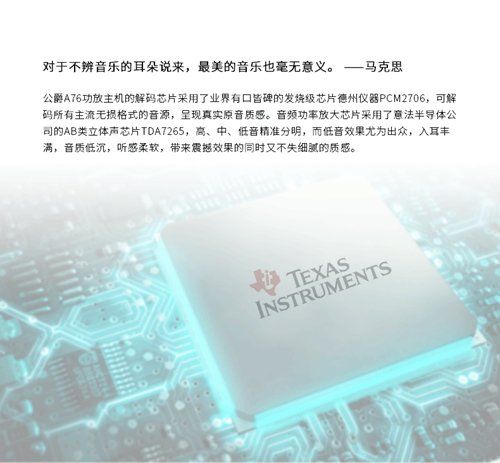 对于不辨音乐的耳朵说来，最美的音乐也毫无意义。 ——马克思
公爵A76功放主机的解码芯片采用了业界有口皆碑的发烧级芯片德州仪器PCM2706，可解
码所有主流无损格式的音源，呈现真实原音质感。音频功率放大芯片采用了意法半导体公
司的AB类立体声芯片TDA7265，高、中、低音精准分明，而低音效果尤为出众，入耳丰
满，音质低沉，听感柔软，带来震撼效果的同时又不失细腻的质感。
TEXAS
INSTRUMENTS